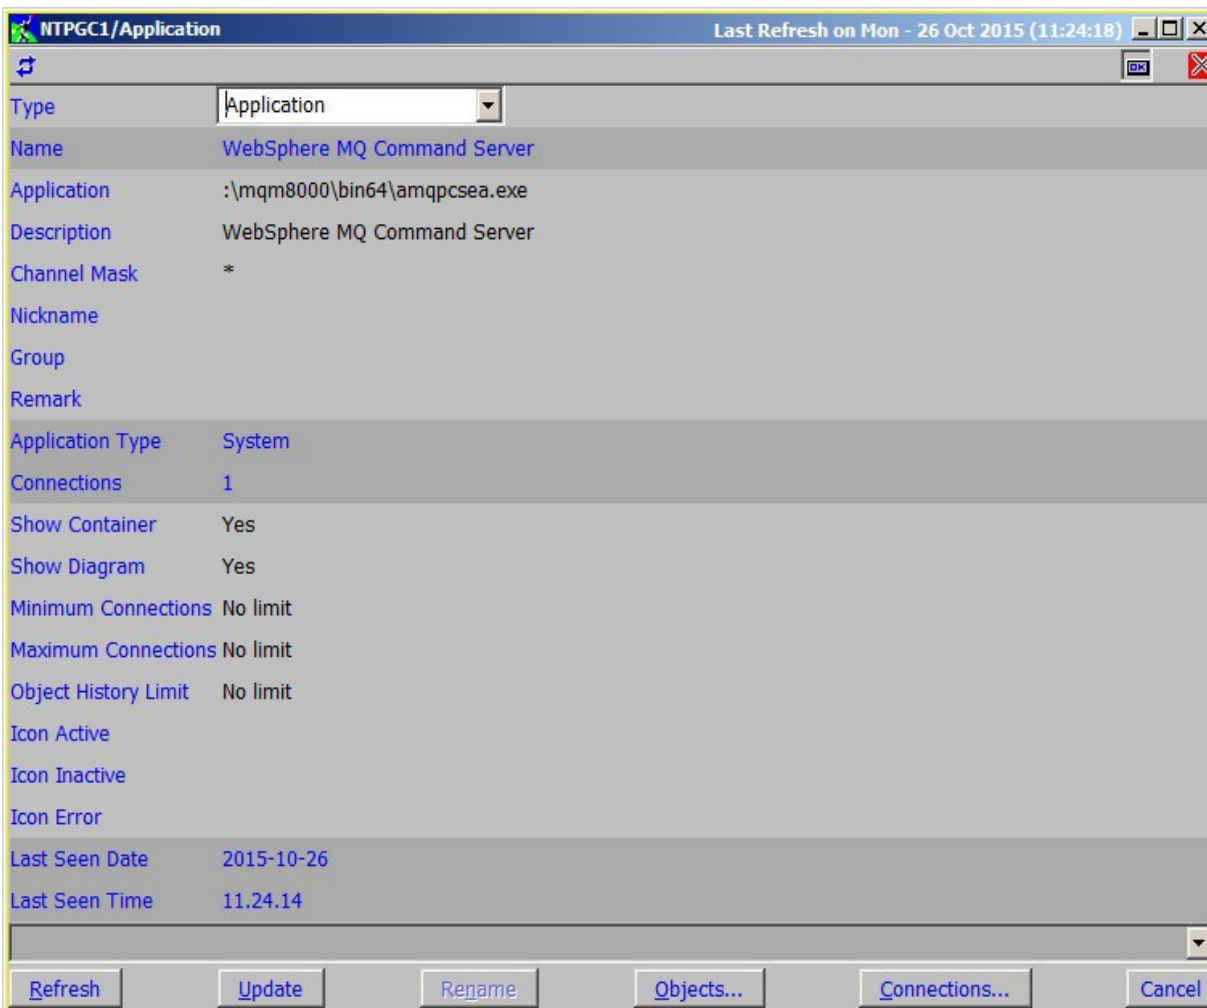 NTPGC1/Application Last Refresh on Mon - 26 Oct 2015 (11:24:18)
OK
Type Application
Name WebSphere MQ Command Server
Application :\mqm8000\bin64\amqpcsea.exe
Description WebSphere MQ Command Server
Channel Mask *
Nickname
Group
Remark
Application Type System
Connections 1
Show Container Yes
Show Diagram Yes
Minimum Connections No limit
Maximum Connections No limit
Object History Limit No limit
Icon Active
Icon Inactive
Icon Error
Last Seen Date 2015-10-26
Last Seen Time 11.24.14
Refresh Update Rename Objects... Connections... Cancel